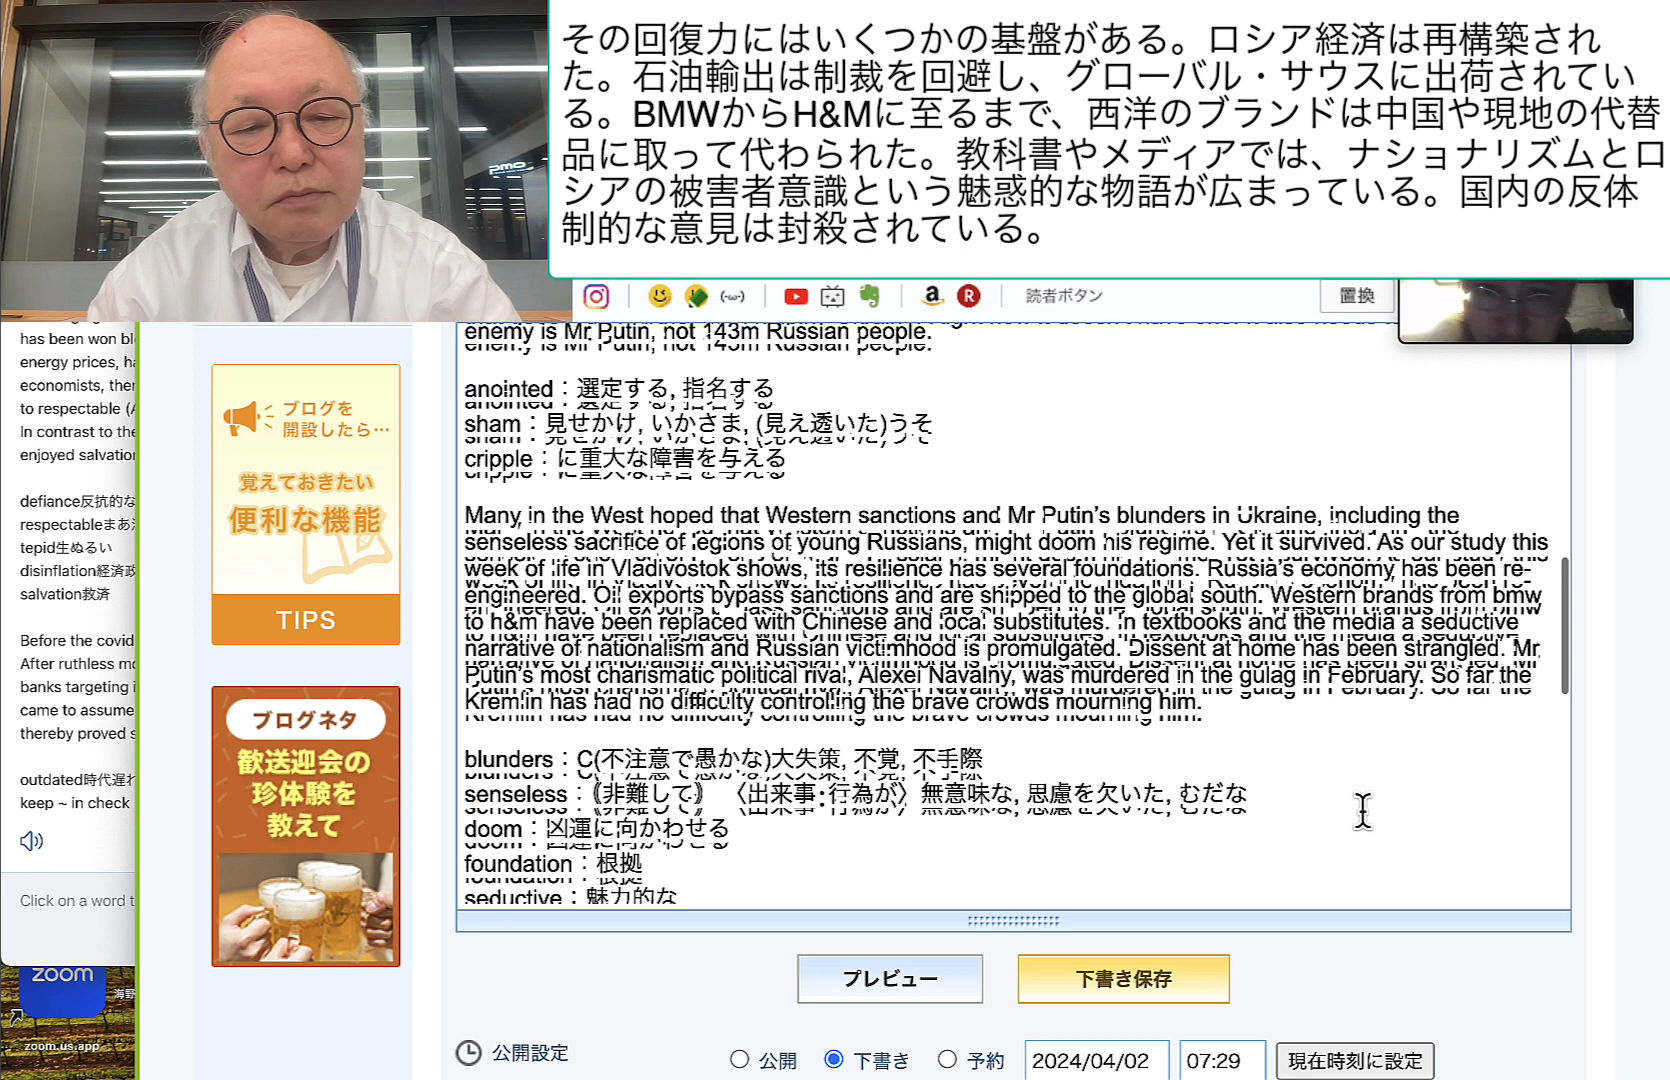 その回復力にはいくつかの基盤がある。ロシア経済は再構築され
た。石油輸出は制裁を回避し、グローバル・サウスに出荷されてい
る。BMWからH&Mに至るまで、西洋のブランドは中国や現地の代替
品に取って代わられた。教科書やメディアでは、ナショナリズムとロ
シアの被害者意識という魅惑的な物語が広まっている。国内の反体
制的な意見は封殺されている。
pmo
読者ボタン
置換
has been won bl
energy prices, ha
economists, ther
to respectable (A
In contrast to the
enjoyed salvation
defiance反抗的な
respectableまあ
tepid生ぬるい
disinflation経済政
salvation救済
Before the covid
After ruthless mo
banks targeting i
came to assume
thereby proved s
outdated時代遅れ
keep ~ in check
Click on a word t
zoom
海野
zoom.us.app
ブログを
開設したら…
覚えておきたい
便利な機能
TIPS
ブログネタ
歓送迎会の
珍体験を
教えて
enemy is Mr Putin, not 143m Russian people.
anointed：選定する, 指名する
sham：見せかけ, いかさま, (見え透いた)うそ
cripple：に重大な障害を与える
Many in the West hoped that Western sanctions and Mr Putin's blunders in Ukraine, including the
senseless sacrifice of legions of young Russians, might doom his regime. Yet it survived. As our study this
week of life in Vladivostok shows, its resilience has several foundations. Russia's economy has been re-
engineered. Oil exports bypass sanctions and are shipped to the global south. Western brands from bmw
to h&m have been replaced with Chinese and local substitutes. In textbooks and the media a seductive
narrative of nationalism and Russian victimhood is promulgated. Dissent at home has been strangled. Mr
Putin's most charismatic political rival, Alexei Navalny, was murdered in the gulag in February. So far the
Kremlin has had no difficulty controlling the brave crowds mourning him.
blunders：C(不注意で愚かな)大失策, 不覚, 不手際
senseless：⦅非難して⦆ 〈出来事･行為が〉無意味な, 思慮を欠いた, むだな
doom：凶運に向かわせる
foundation：根拠
seductive：魅力的な
プレビュー
下書き保存
公開設定
公開
下書き
予約
2024/04/02
07:29
現在時刻に設定